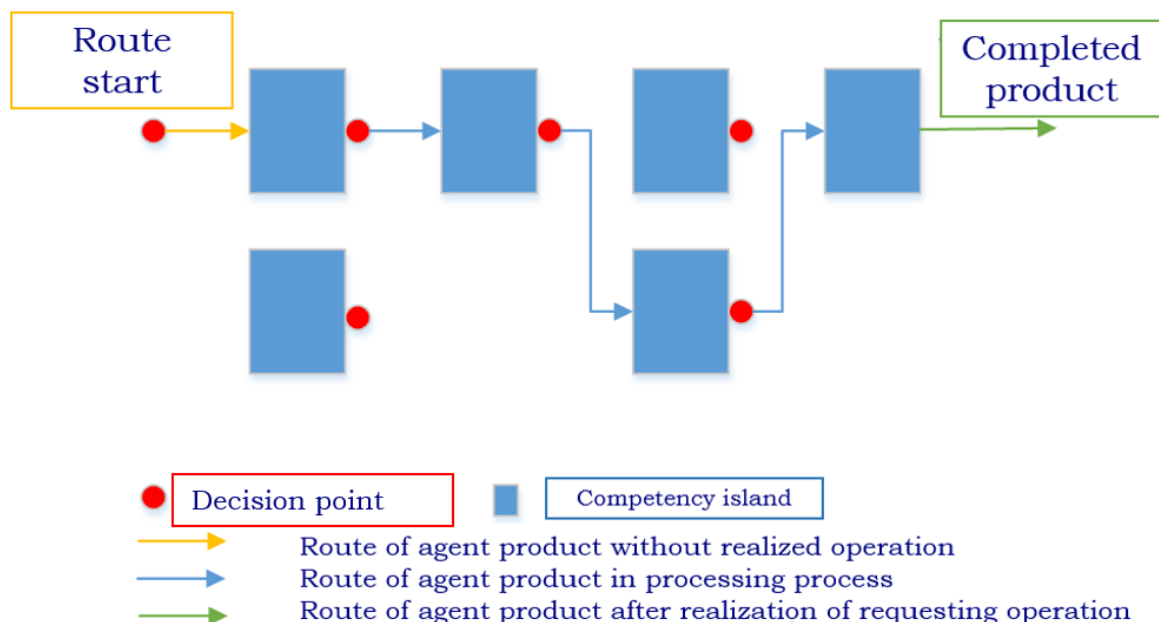 Route
start
Completed
product
Decision point
Competency island
Route of agent product without realized operation
Route of agent product in processing process
Route of agent product after realization of requesting operation